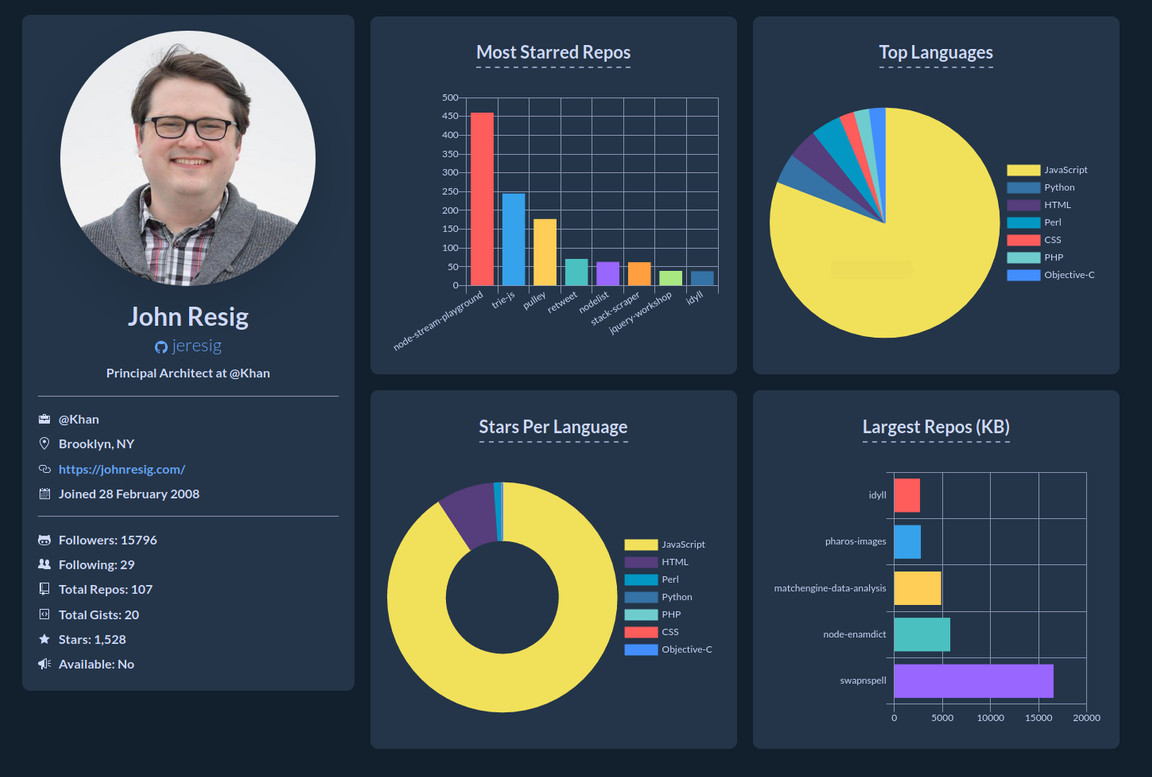 John Resig
jeresig
Principal Architect at @Khan
@Khan
Brooklyn, NY
https://johnresig.com/
Joined 28 February 2008
Followers: 15796
Following: 29
Total Repos: 107
Total Gists: 20
Stars: 1,528
Available: No
Most Starred Repos
500
450
400
350
300
250
200
150
100
50
0
node-stream-playground
trie-js
pulley
retweet
nodelist
stack-scraper
jquery-workshop
idyll
Top Languages
JavaScript
Python
HTML
Perl
CSS
PHP
Objective-C
Stars Per Language
JavaScript
HTML
Perl
Python
PHP
CSS
Objective-C
Largest Repos (KB)
idyll
pharos-images
matchengine-data-analysis
node-enamdict
swapnspell
0 5000 10000 15000 20000